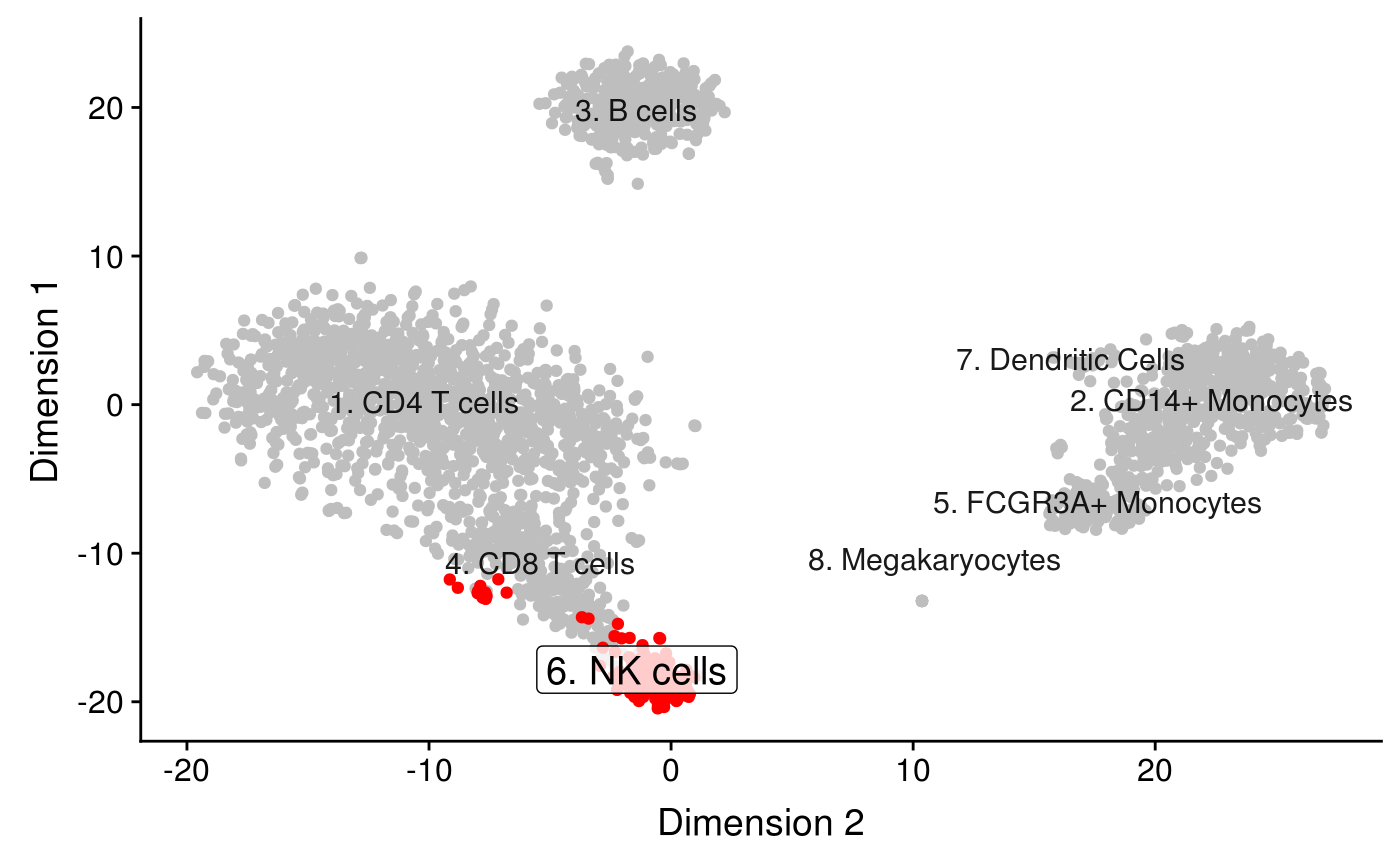 3. B cells
20
10
7. Dendritic Cells
2. CD14+ Monocytes
1. CD4 T cells
0
Dimension 1
5. FCGR3A+ Monocytes
8. Megakaryocytes
4. CD8 T cells
-10
6. NK cells
-20
-20 -10 0 10 20
Dimension 2